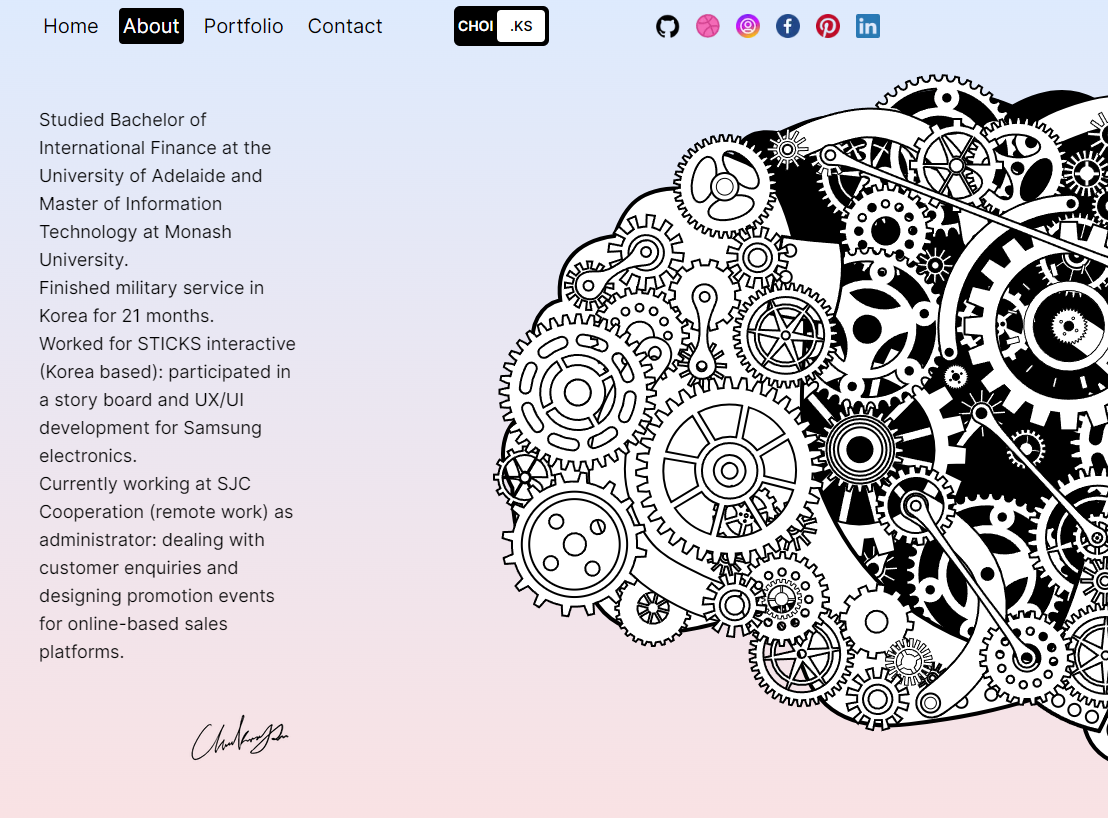 Home About Portfolio Contact CHOI .KS
Studied Bachelor of
International Finance at the
University of Adelaide and
Master of Information
Technology at Monash
University.
Finished military service in
Korea for 21 months.
Worked for STICKS interactive
(Korea based): participated in
a story board and UX/UI
development for Samsung
electronics.
Currently working at SJC
Cooperation (remote work) as
administrator: dealing with
customer enquiries and
designing promotion events
for online-based sales
platforms.